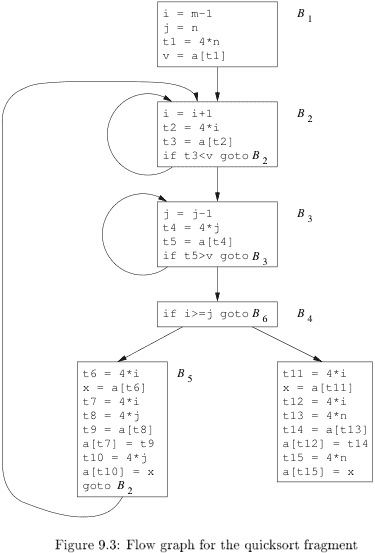 i = m-1
j = n
t1 = 4*n
v = a[t1]
B1
i = i+1
t2 = 4*i
t3 = a[t2]
if t3<v goto B2
B2
j = j-1
t4 = 4*j
t5 = a[t4]
if t5>v goto B3
B3
if i>=j goto B6
B4
t6 = 4*i
x = a[t6]
t7 = 4*i
t8 = 4*j
t9 = a[t8]
a[t7] = t9
t10 = 4*j
a[t10] = x
goto B2
B5
t11 = 4*i
x = a[t11]
t12 = 4*i
t13 = 4*n
t14 = a[t13]
a[t12] = t14
t15 = 4*n
a[t15] = x
Figure 9.3: Flow graph for the quicksort fragment